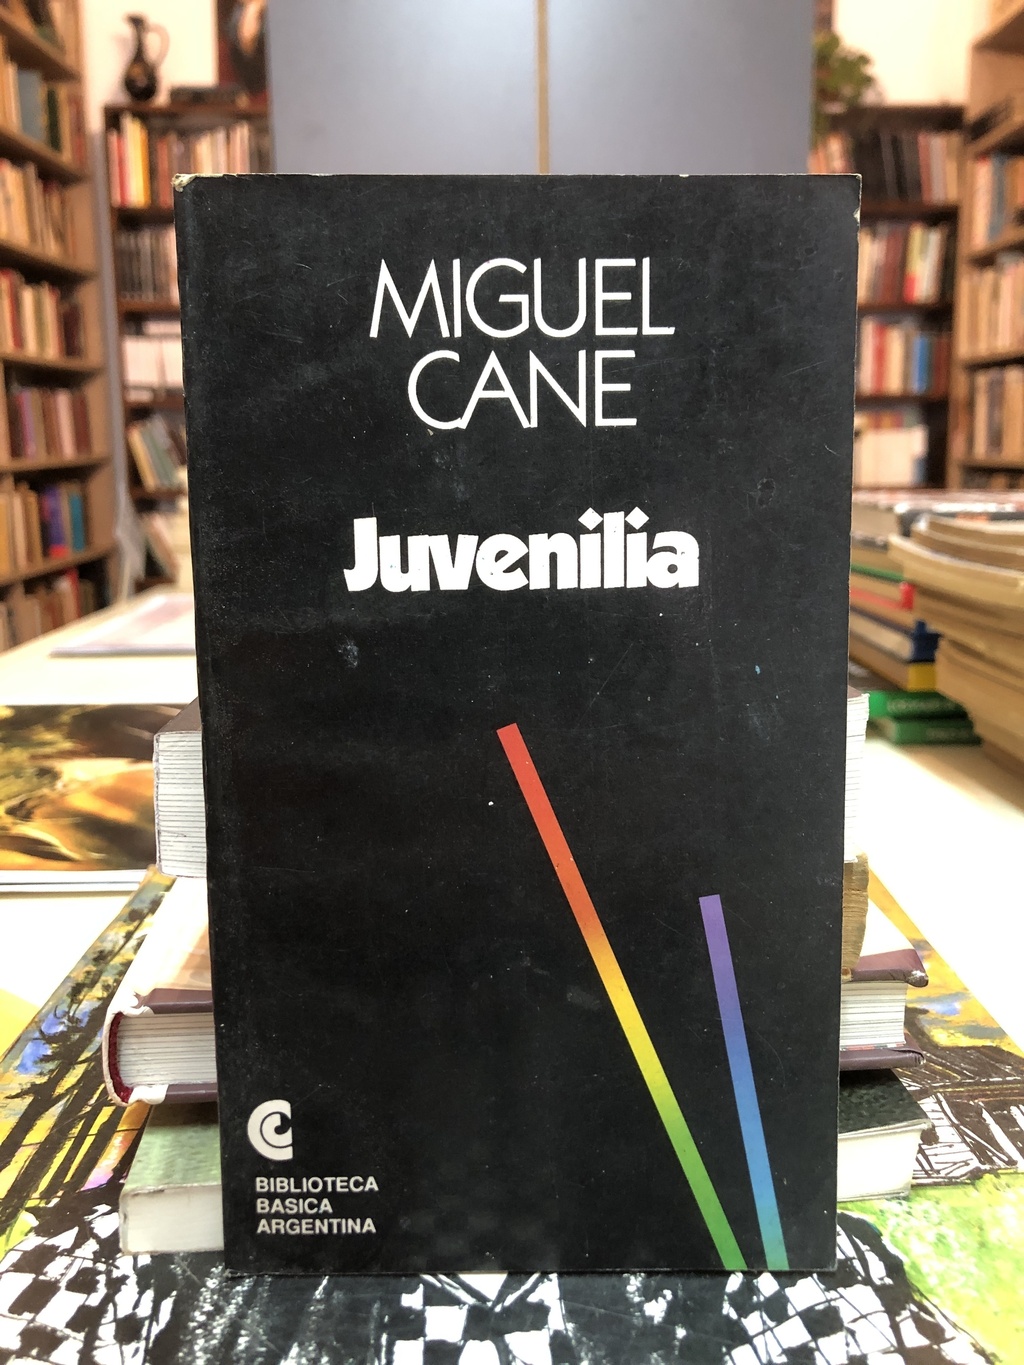 MIGUEL
CANE
Juvenilia
BIBLIOTECA
BASICA
ARGENTINA